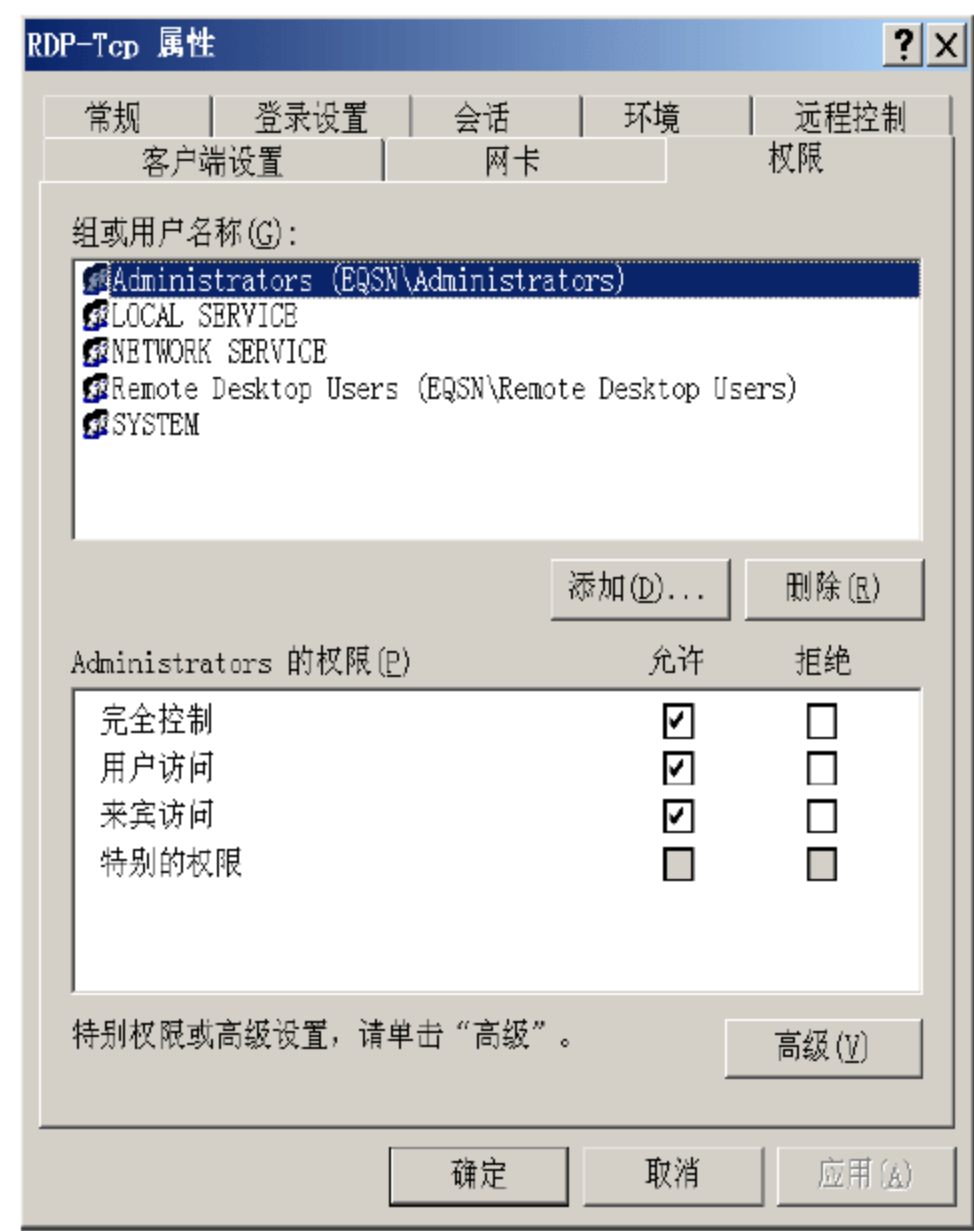 RDP-Tcp 属性
常规 登录设置 会话 环境 远程控制
客户端设置 网卡 权限
组或用户名称(G):
Administrators (EQSN\Administrators)
LOCAL SERVICE
NETWORK SERVICE
Remote Desktop Users (EQSN\Remote Desktop Users)
SYSTEM
添加(D)... 删除(R)
Administrators 的权限(P) 允许 拒绝
完全控制
用户访问
来宾访问
特别的权限
特别权限或高级设置，请单击“高级”。
高级(V)
确定 取消 应用(A)